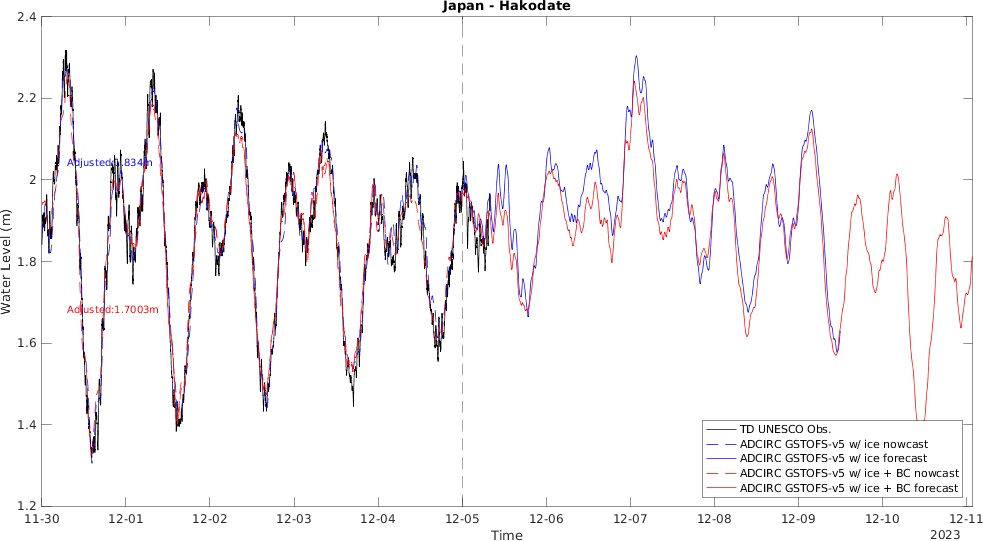 Japan - Hakodate
Water Level (m)
2.4
2.2
2
1.8
1.6
1.4
1.2
Adjusted:1.834m
Adjusted:1.7003m
TD UNESCO Obs.
ADCIRC GSTOFS-v5 w/ ice nowcast
ADCIRC GSTOFS-v5 w/ ice forecast
ADCIRC GSTOFS-v5 w/ ice + BC nowcast
ADCIRC GSTOFS-v5 w/ ice + BC forecast
11-30 12-01 12-02 12-03 12-04 12-05 12-06 12-07 12-08 12-09 12-10 12-11
Time
2023